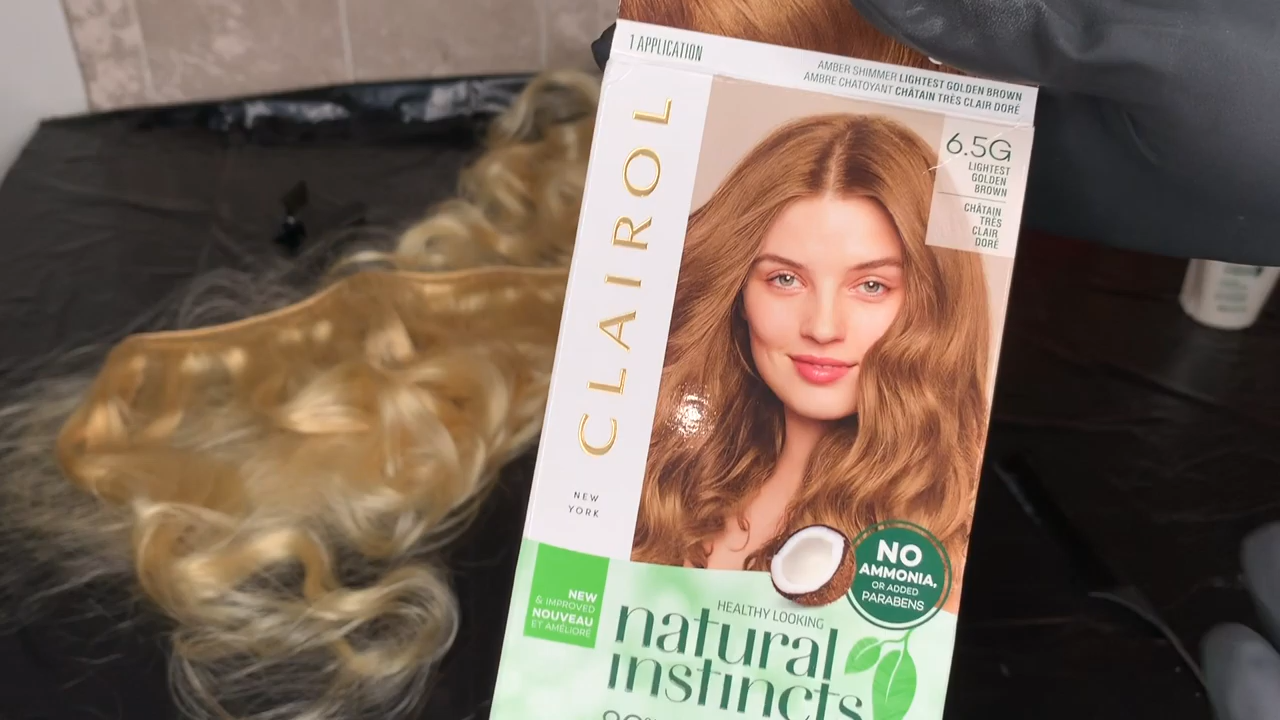 1 APPLICATION
AMBER SHIMMER LIGHTEST GOLDEN BROWN
AMBRE CHATOYANT CHÂTAIN TRÈS CLAIR DORÉ
CLAIROL
NEW
YORK
6.5G
LIGHTEST
GOLDEN
BROWN
CHÂTAIN
TRÈS
CLAIR
DORÉ
NO
AMMONIA,
OR ADDED
PARABENS
NEW
& IMPROVED
NOUVEAU
ET AMÉLIORÉ
HEALTHY LOOKING
natural
instincts